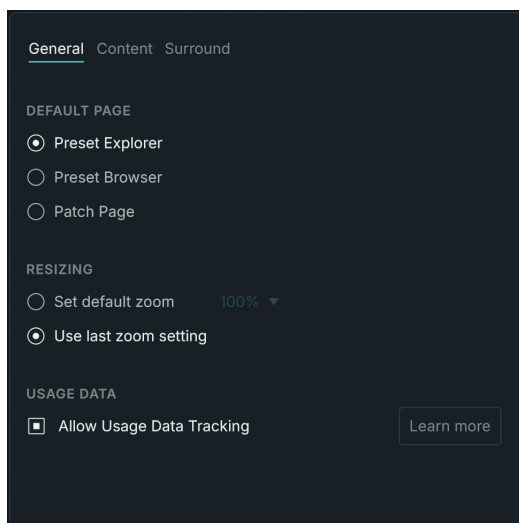 General Content Surround
DEFAULT PAGE
Preset Explorer
Preset Browser
Patch Page
RESIZING
Set default zoom 100%
Use last zoom setting
USAGE DATA
Allow Usage Data Tracking Learn more